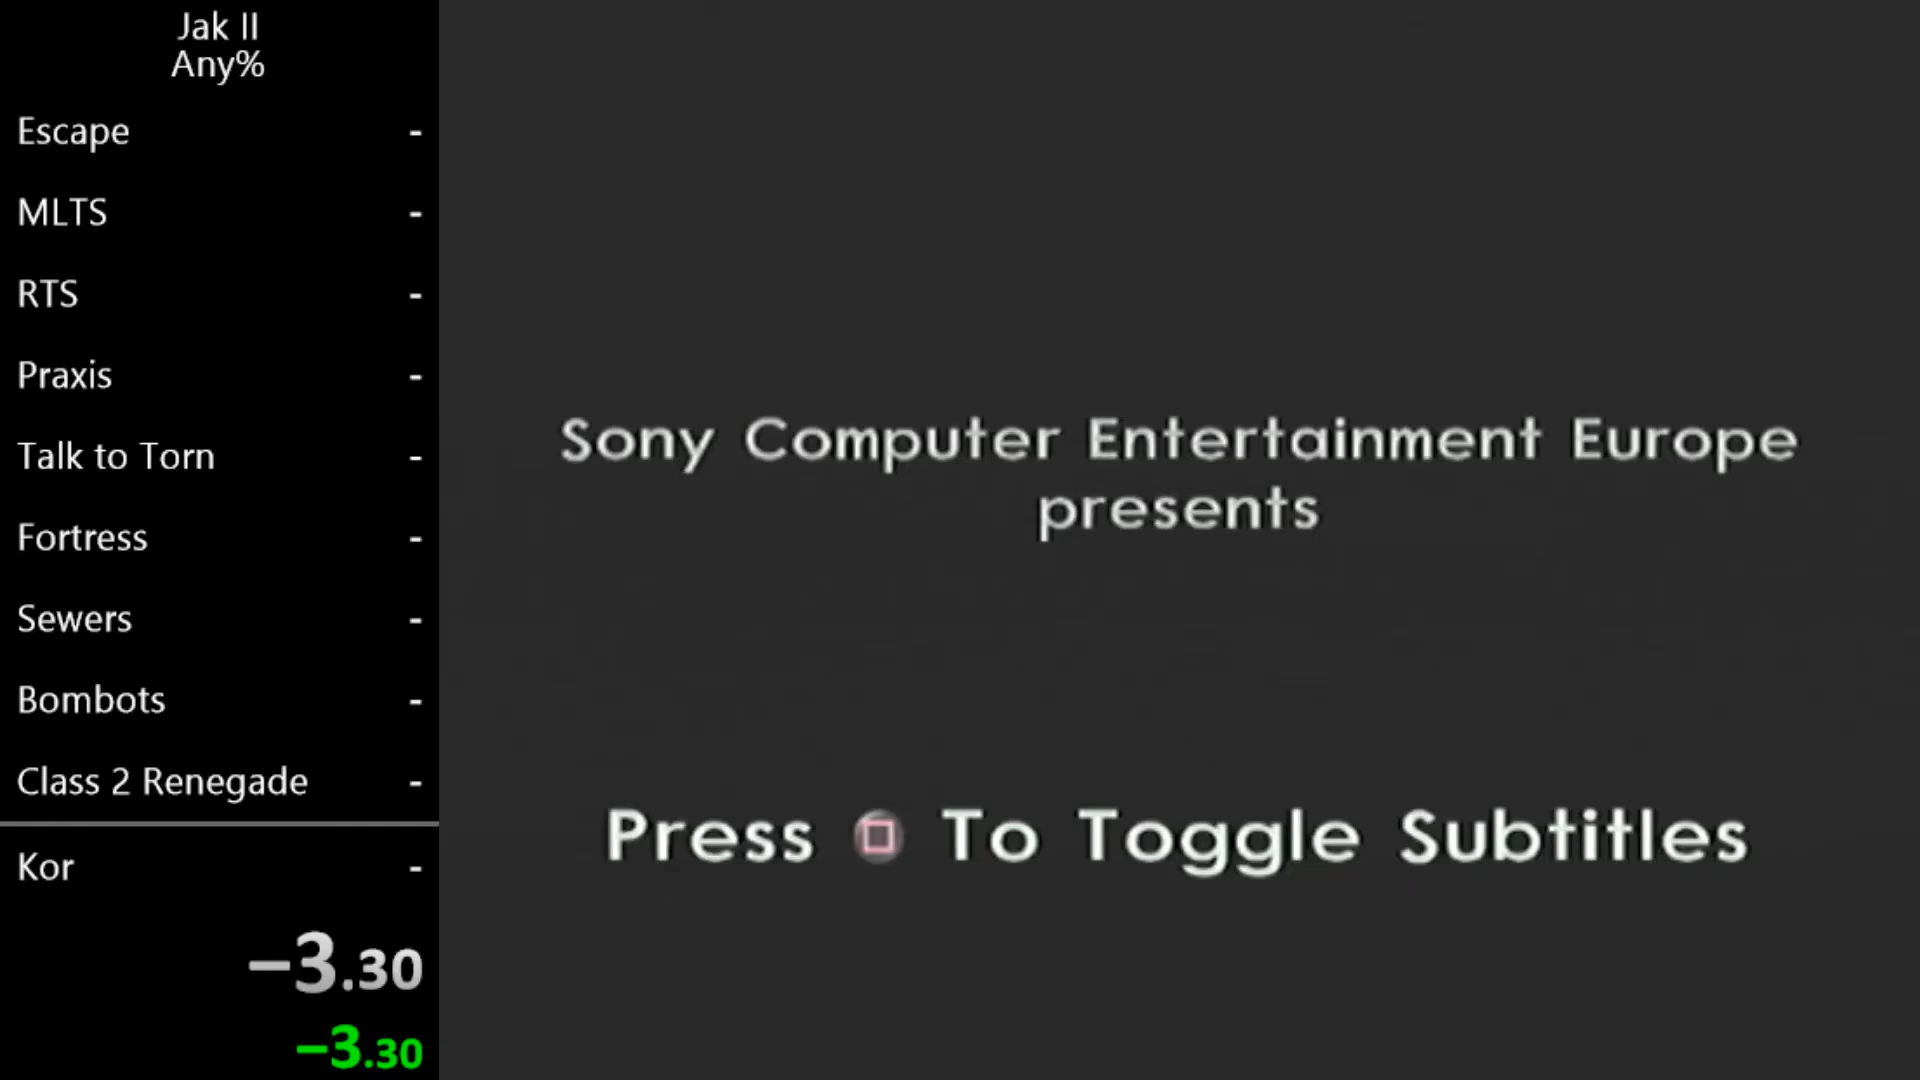 Jak II
Any%
Escape -
MLTS -
RTS -
Praxis -
Talk to Torn -
Fortress -
Sewers -
Bombots -
Class 2 Renegade -
Kor -
−3.30
−3.30
Sony Computer Entertainment Europe
presents
Press To Toggle Subtitles